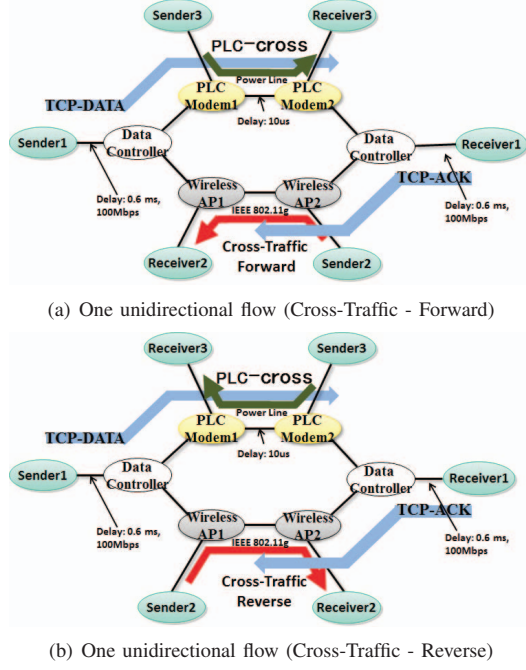 Sender3
Receiver3
PLC-cross
Power Line
TCP-DATA
PLC
Modem1
PLC
Modem2
Delay: 10us
Sender1
Data
Controller
Data
Controller
Receiver1
Delay: 0.6 ms,
100Mbps
Wireless
AP1
Wireless
AP2
TCP-ACK
Delay: 0.6 ms,
100Mbps
IEEE 802.11g
Cross-Traffic
Forward
Receiver2
Sender2
(a) One unidirectional flow (Cross-Traffic - Forward)
Receiver3
Sender3
PLC-cross
Power Line
TCP-DATA
PLC
Modem1
PLC
Modem2
Delay: 10us
Sender1
Data
Controller
Data
Controller
Receiver1
Delay: 0.6 ms,
100Mbps
Wireless
AP1
Wireless
AP2
TCP-ACK
Delay: 0.6 ms,
100Mbps
IEEE 802.11g
Cross-Traffic
Reverse
Sender2
Receiver2
(b) One unidirectional flow (Cross-Traffic - Reverse)